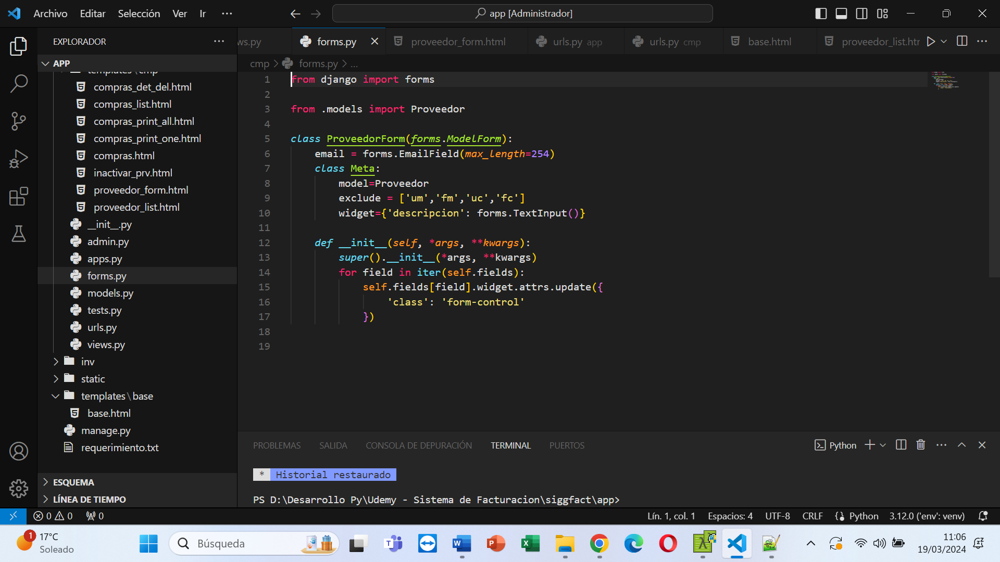 Archivo Editar Selección Ver Ir ···
app [Administrador]
EXPLORADOR ···
ws.py forms.py proveedor_form.html urls.py app urls.py cmp base.html proveedor_list.htr
APP
cmp > forms.py > ...
templates\cmp
compras_det_del.html
compras_list.html
compras_print_all.html
compras_print_one.html
compras.html
inactivar_prv.html
proveedor_form.html
proveedor_list.html
__init__.py
admin.py
apps.py
forms.py
models.py
tests.py
urls.py
views.py
inv
static
templates\base
base.html
manage.py
requerimiento.txt
ESQUEMA
LÍNEA DE TIEMPO
1 from django import forms
2
3 from .models import Proveedor
4
5 class ProveedorForm(forms.ModelForm):
6     email = forms.EmailField(max_length=254)
7     class Meta:
8         model=Proveedor
9         exclude = ['um','fm','uc','fc']
10         widget={'descripcion': forms.TextInput()}
11
12     def __init__(self, *args, **kwargs):
13         super().__init__(*args, **kwargs)
14         for field in iter(self.fields):
15             self.fields[field].widget.attrs.update({
16                 'class': 'form-control'
17             })
18
19
PROBLEMAS SALIDA CONSOLA DE DEPURACIÓN TERMINAL PUERTOS
Python
* Historial restaurado
PS D:\Desarrollo Py\Udemy - Sistema de Facturacion\siggfact\app>
0 0 0
Lín. 1, col. 1 Espacios: 4 UTF-8 CRLF Python 3.12.0 ('env': venv)
1 17°C
Soleado
Búsqueda
11:06
19/03/2024